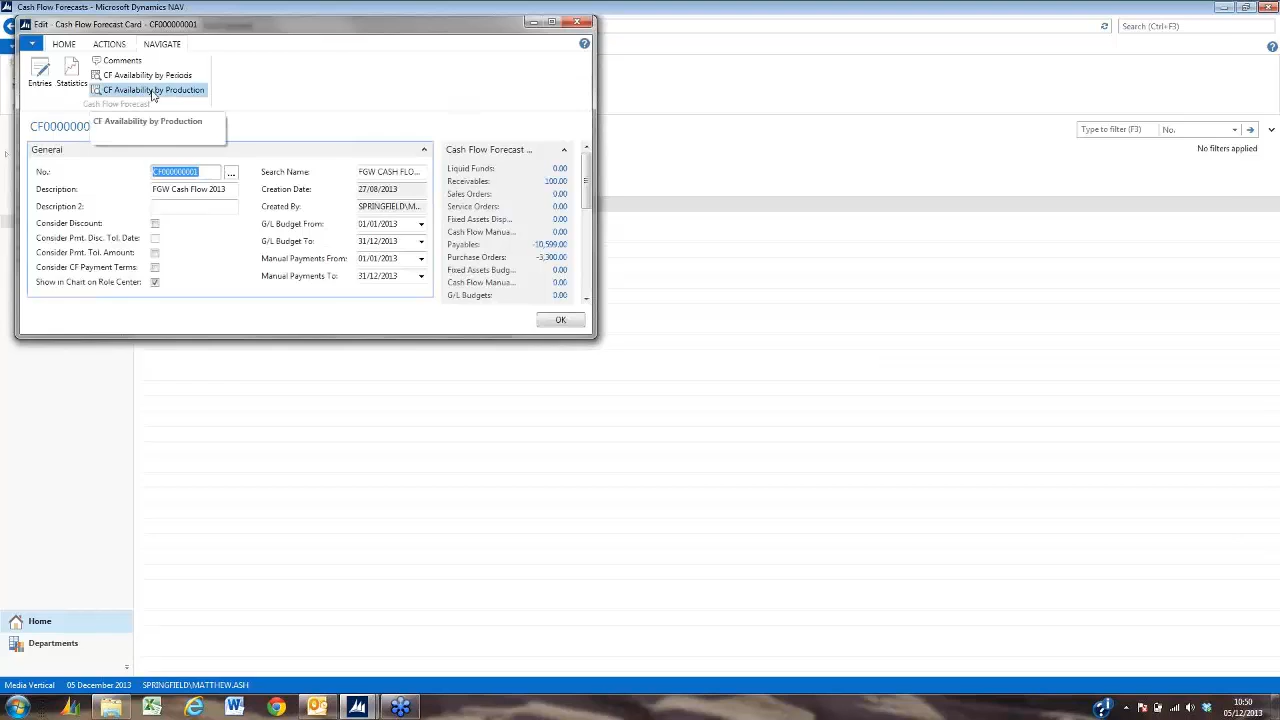 Cash Flow Forecasts - Microsoft Dynamics NAV
Edit - Cash Flow Forecast Card - CF000000001
Search (Ctrl+F3)
HOME ACTIONS NAVIGATE
Entries
Statistics
Comments
CF Availability by Periods
CF Availability by Production
Cash Flow Forecast
CF Availability by Production
CF0000000
Type to filter (F3) No.
No filters applied
General
No.: CF000000001
Description: FGW Cash Flow 2013
Description 2:
Consider Discount:
Consider Pmt. Disc. Tol. Date:
Consider Pmt. Tol. Amount:
Consider CF Payment Terms:
Show in Chart on Role Center:
Search Name: FGW CASH FLO...
Creation Date: 27/08/2013
Created By: SPRINGFIELD\M...
G/L Budget From: 01/01/2013
G/L Budget To: 31/12/2013
Manual Payments From: 01/01/2013
Manual Payments To: 31/12/2013
Cash Flow Forecast ...
Liquid Funds: 0.00
Receivables: 100.00
Sales Orders: 0.00
Service Orders: 0.00
Fixed Assets Disp... 0.00
Cash Flow Manua... 0.00
Payables: -10,599.00
Purchase Orders: -3,300.00
Fixed Assets Budg... 0.00
Cash Flow Manua... 0.00
G/L Budgets: 0.00
OK
Home
Departments
Media Vertical 05 December 2013 SPRINGFIELD\MATTHEW.ASH
10:50
05/12/2013